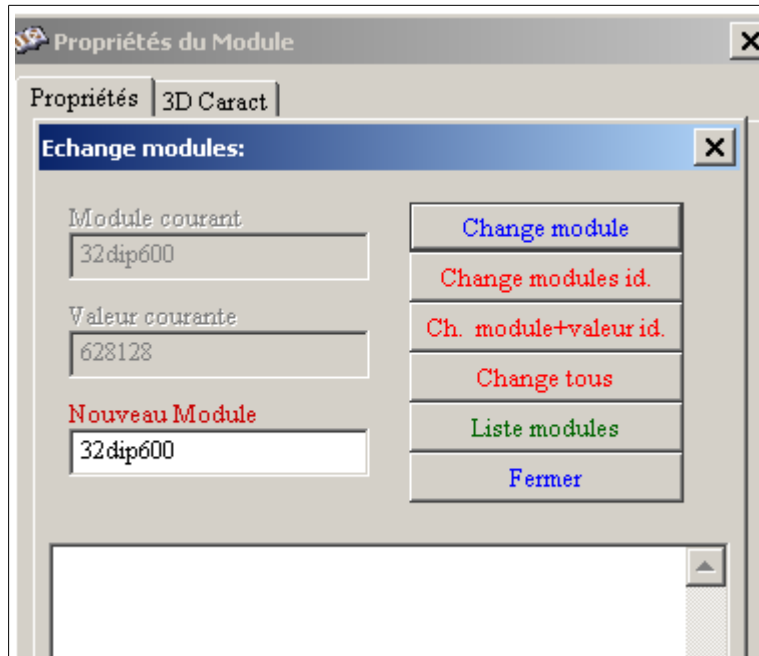 Propriétés du Module
Propriétés
3D Caract
Echange modules:
Module courant
32dip600
Valeur courante
628128
Nouveau Module
32dip600
Change module
Change modules id.
Ch. module+valeur id.
Change tous
Liste modules
Fermer